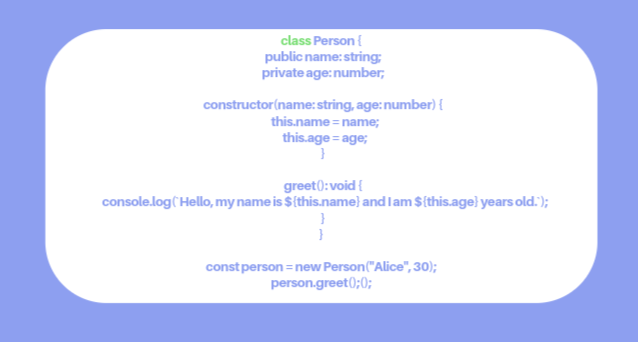 class Person {
public name: string;
private age: number;
constructor(name: string, age: number) {
this.name = name;
this.age = age;
}
greet(): void {
console.log(`Hello, my name is ${this.name} and I am ${this.age} years old.`);
}
}
const person = new Person("Alice", 30);
person.greet();();